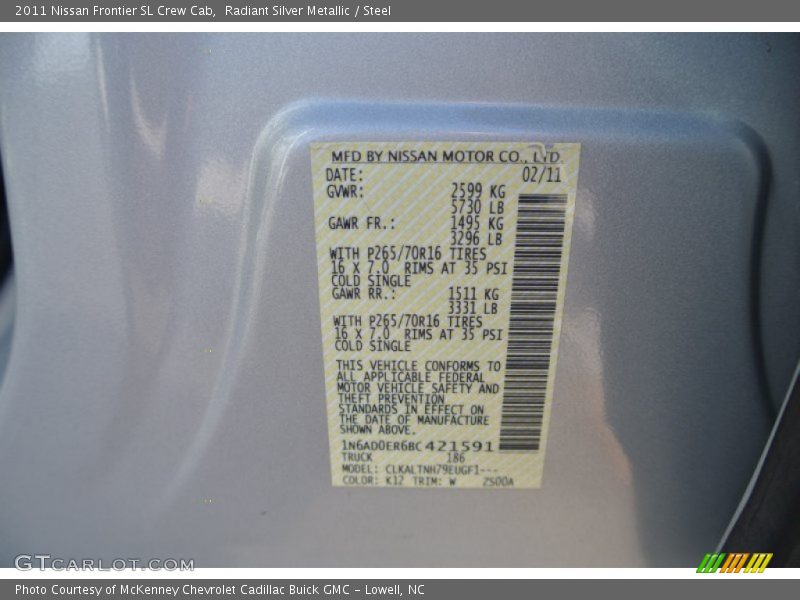 2011 Nissan Frontier SL Crew Cab,  Radiant Silver Metallic / Steel
MFD BY NISSAN MOTOR CO., LTD.
DATE: 02/11
GVWR: 2599 KG
5730 LB
GAWR FR.: 1495 KG
3296 LB
WITH P265/70R16 TIRES
16 X 7.0 RIMS AT 35 PSI
COLD SINGLE
GAWR RR.: 1511 KG
3331 LB
WITH P265/70R16 TIRES
16 X 7.0 RIMS AT 35 PSI
COLD SINGLE
THIS VEHICLE CONFORMS TO
ALL APPLICABLE FEDERAL
MOTOR VEHICLE SAFETY AND
THEFT PREVENTION
STANDARDS IN EFFECT ON
THE DATE OF MANUFACTURE
SHOWN ABOVE.
1N6AD0ER6BC421591
TRUCK 186
MODEL: CLKALTNH79EUGF1---
COLOR: K12 TRIM: W ZS00A
GTCarLot.com
Photo Courtesy of McKenney Chevrolet Cadillac Buick GMC - Lowell, NC